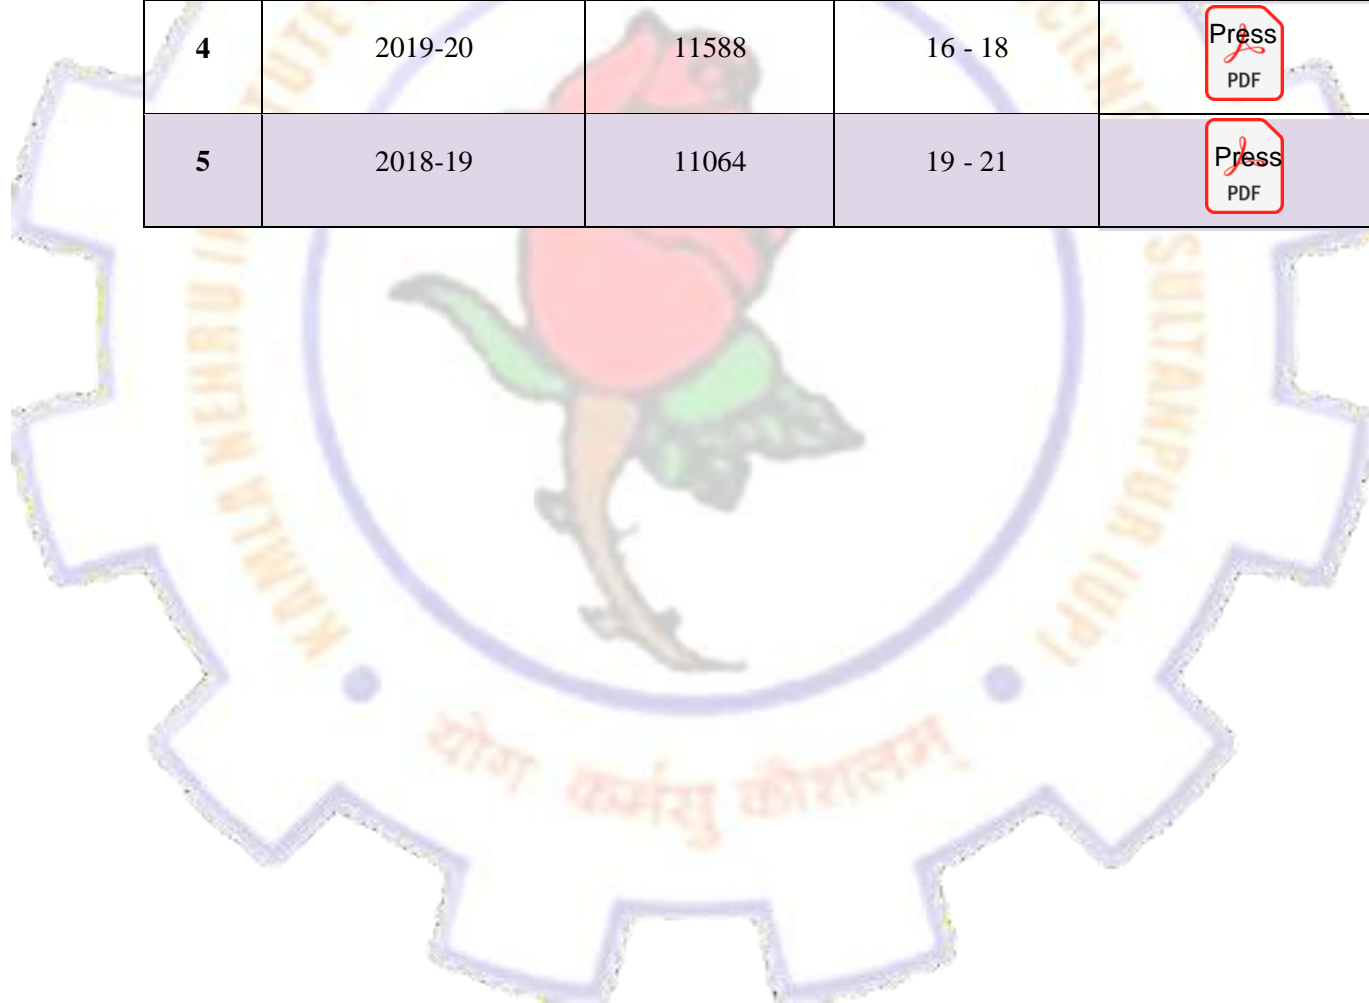 4 2019-20 11588 16 - 18 Press
PDF
5 2018-19 11064 19 - 21 Press
PDF
KAMLA NEHRU
SULTANPUR (UP)
योग कर्मसु कौशलम्